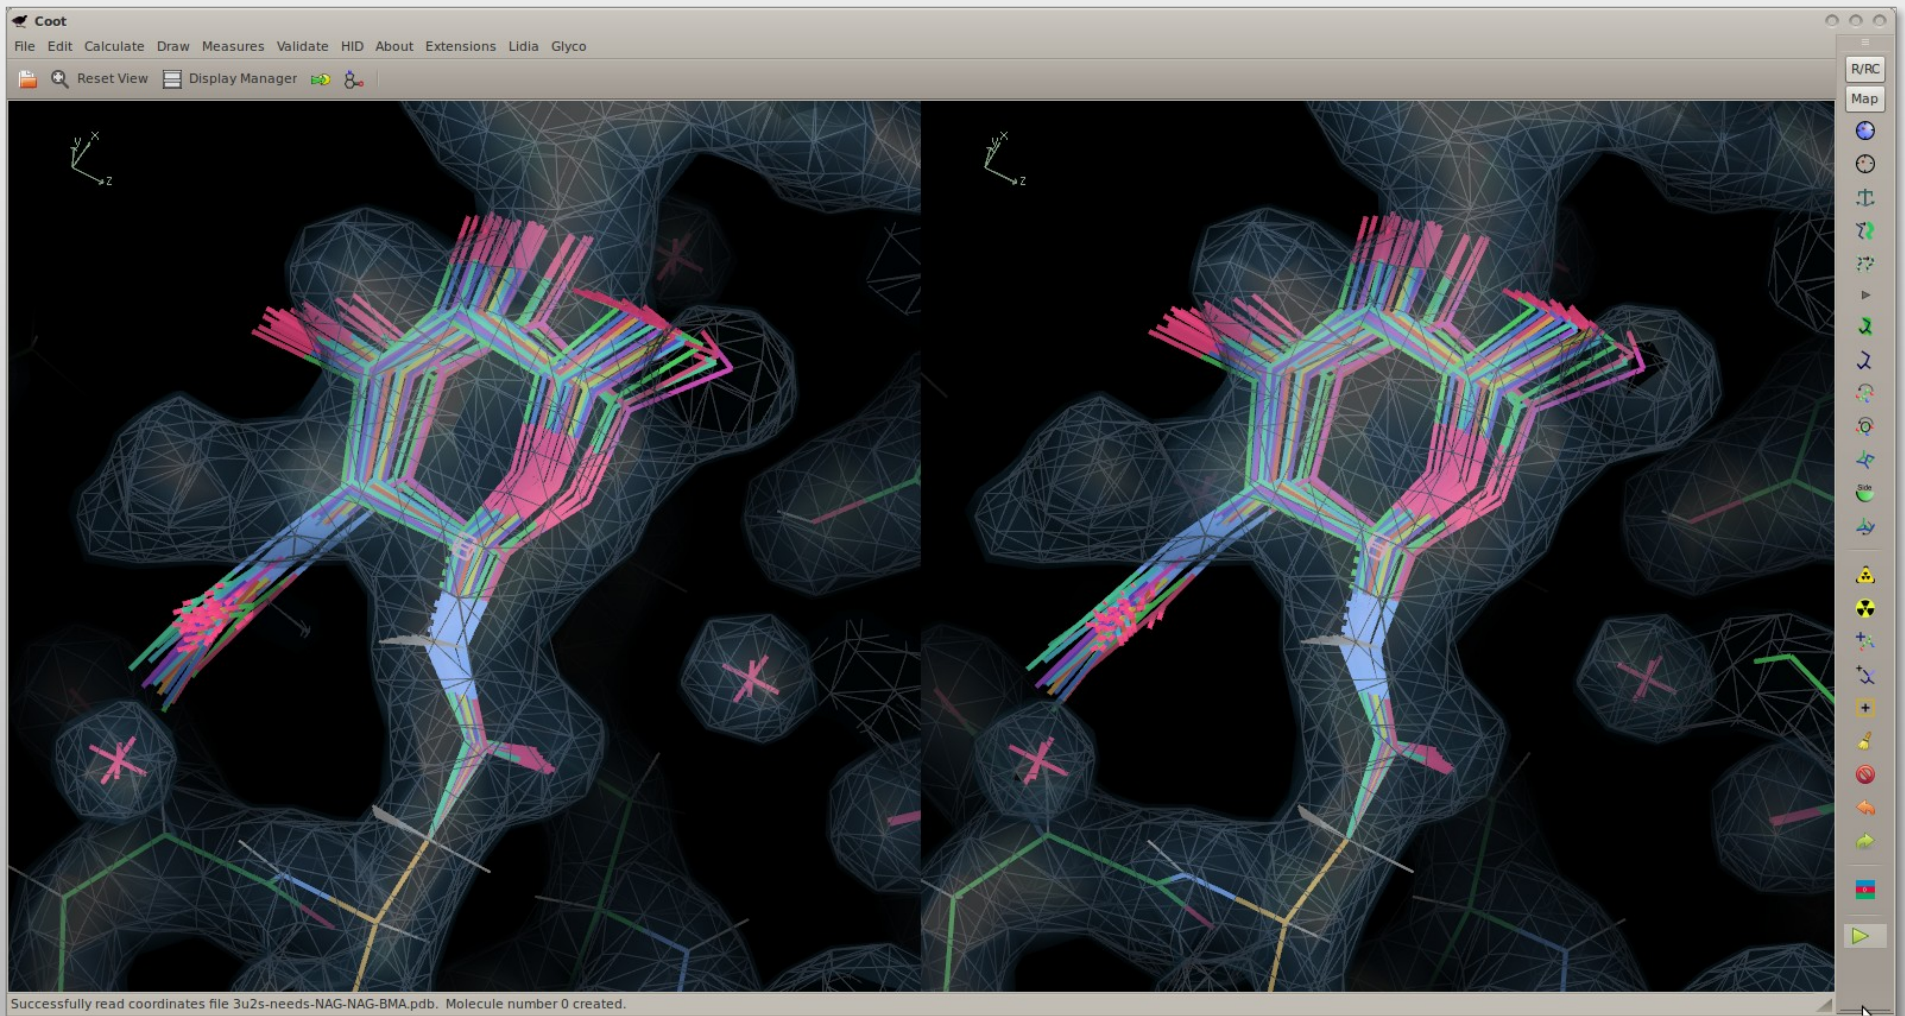 Coot
File Edit Calculate Draw Measures Validate HID About Extensions Lidia Glyco
Reset View Display Manager
R/RC
Map
Y X
Z
Y X
Z
Side
Successfully read coordinates file 3u2s-needs-NAG-NAG-BMA.pdb. Molecule number 0 created.